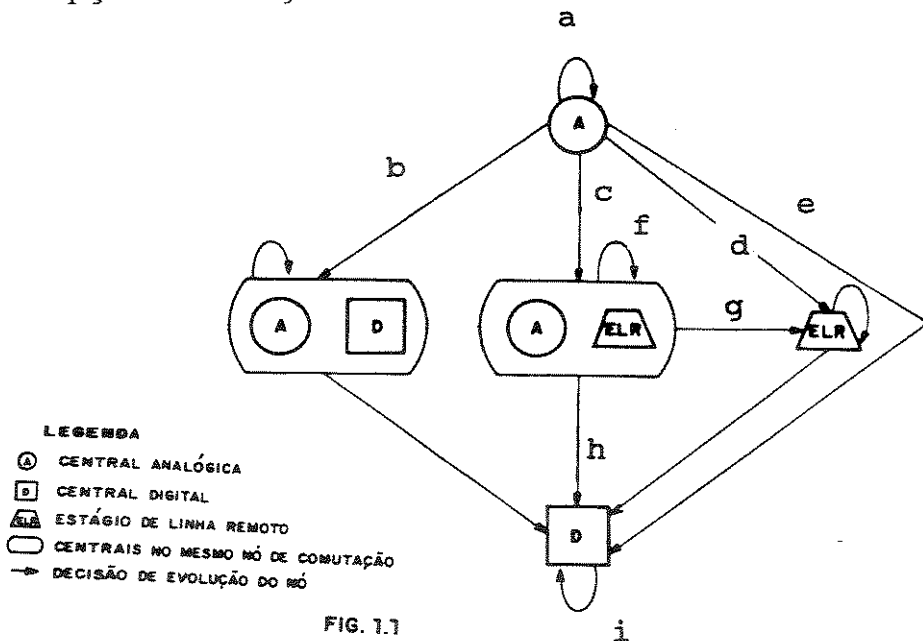 a
A
b
c
e
f
d
A
D
A
ELR
g
ELR
h
D
i
LEGENDA
A CENTRAL ANALÓGICA
D CENTRAL DIGITAL
ELR ESTÁGIO DE LINHA REMOTO
CENTRAIS NO MESMO NÓ DE COMUTAÇÃO
DECISÃO DE EVOLUÇÃO DO NÓ
FIG. 1.1